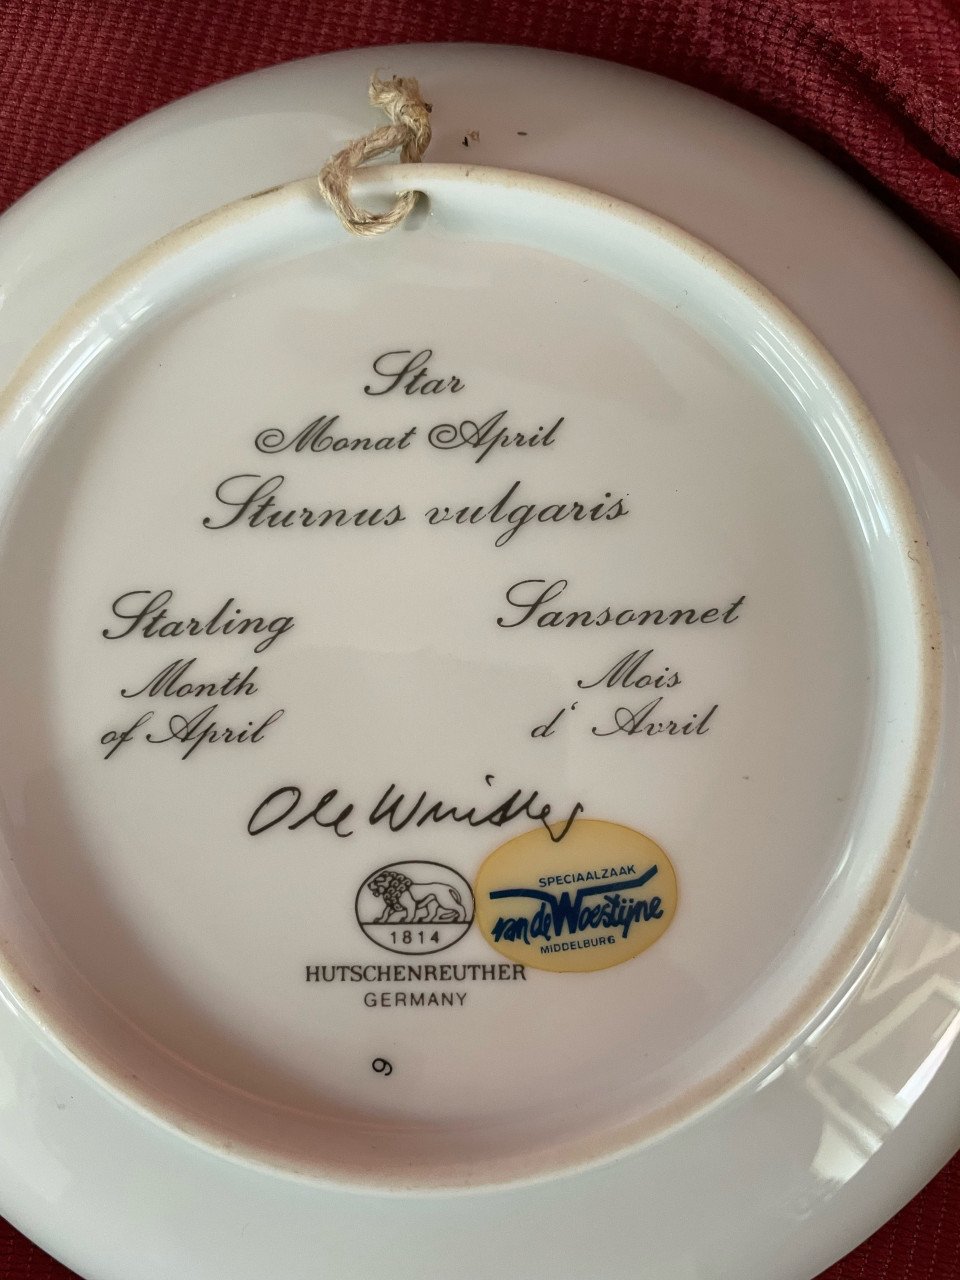 Star
Monat April
Sturnus vulgaris
Starling
Month
of April
Sansonnet
Mois
d‘ Avril
Ole Winther
SPECIAALZAAK
van de Woestijne
MIDDELBURG
1814
HUTSCHENREUTHER
GERMANY
9